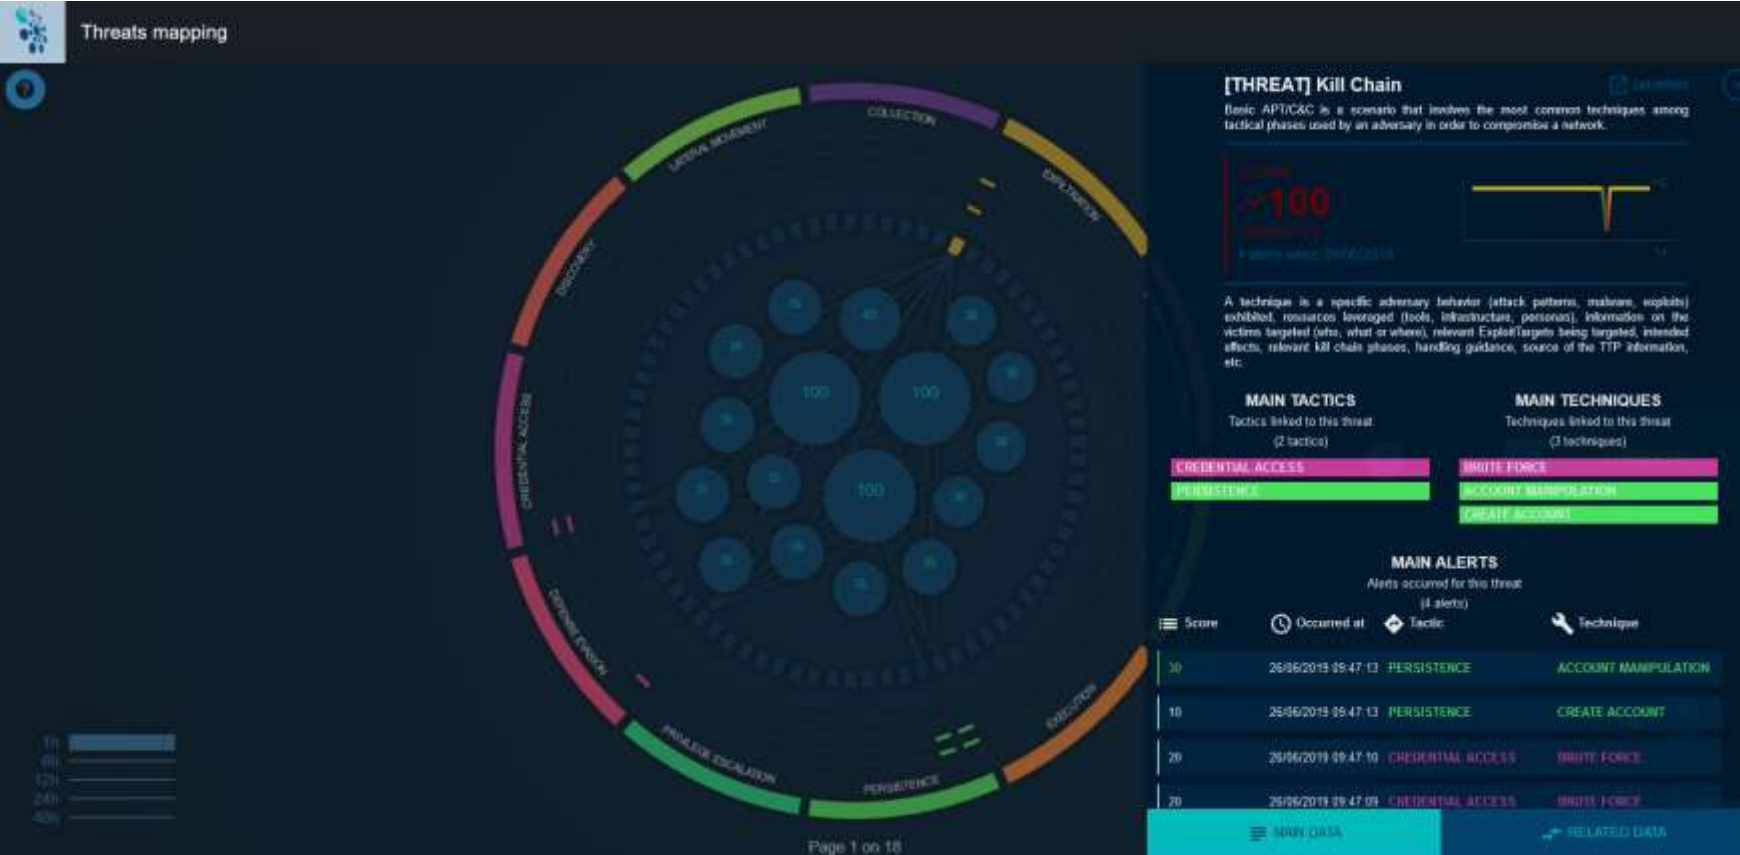 Threats mapping
?
COLLECTION
LATERAL MOVEMENT
EXFILTRATION
DISCOVERY
CREDENTIAL ACCESS
DEFENSE EVASION
PRIVILEGE ESCALATION
PERSISTENCE
EXECUTION
100
100
100
1h
6h
12h
24h
48h
Page 1 on 18
[THREAT] Kill Chain
Basic APT/C&C is a scenario that involves the most common techniques among
tactical phases used by an adversary in order to compromise a network.
~100
4 alerts since 26/06/2019
A technique is a specific adversary behavior (attack patterns, malware, exploits)
exhibited, resources leveraged (tools, infrastructure, personas), information on the
victims targeted (who, what or where), relevant ExploitTargets being targeted, intended
effects, relevant kill chain phases, handling guidance, source of the TTP information,
etc.
MAIN TACTICS
Tactics linked to this threat
(2 tactics)
CREDENTIAL ACCESS
PERSISTENCE
MAIN TECHNIQUES
Techniques linked to this threat
(3 techniques)
BRUTE FORCE
ACCOUNT MANIPULATION
CREATE ACCOUNT
MAIN ALERTS
Alerts occurred for this threat
(4 alerts)
Score Occurred at Tactic Technique
30 26/06/2019 09:47:13 PERSISTENCE ACCOUNT MANIPULATION
10 26/06/2019 09:47:13 PERSISTENCE CREATE ACCOUNT
20 26/06/2019 09:47:10 CREDENTIAL ACCESS BRUTE FORCE
20 26/06/2019 09:47:09 CREDENTIAL ACCESS BRUTE FORCE
MAIN DATA RELATED DATA